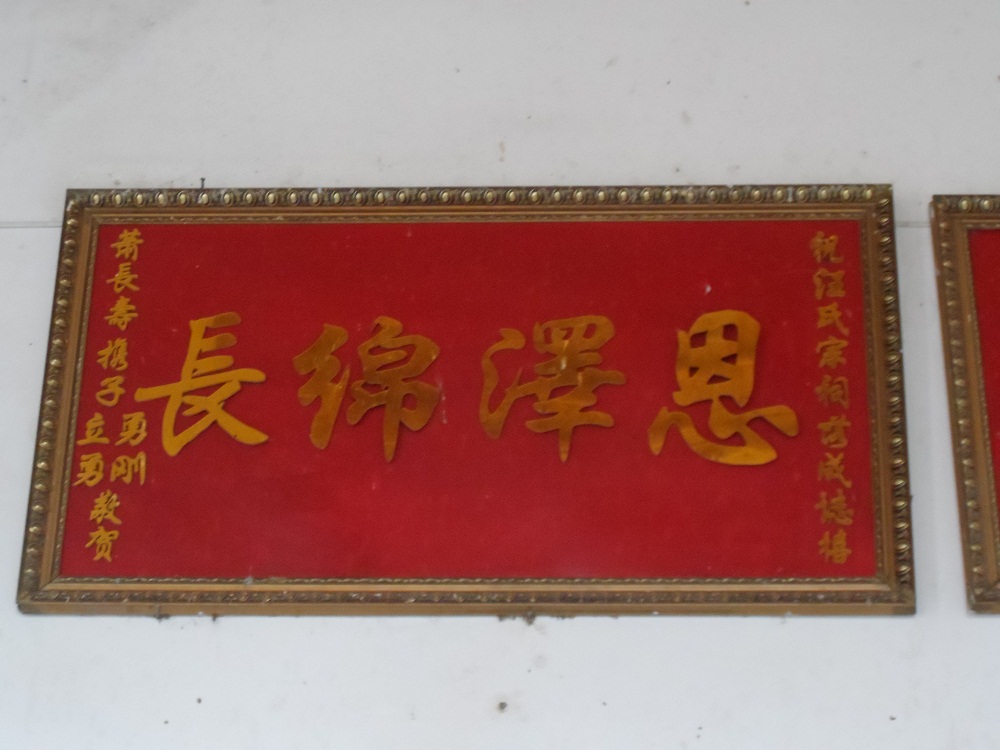 祝汪氏宗祠落成誌禧
恩澤綿長
蕭長壽携子
勇剛
立勇
敬賀